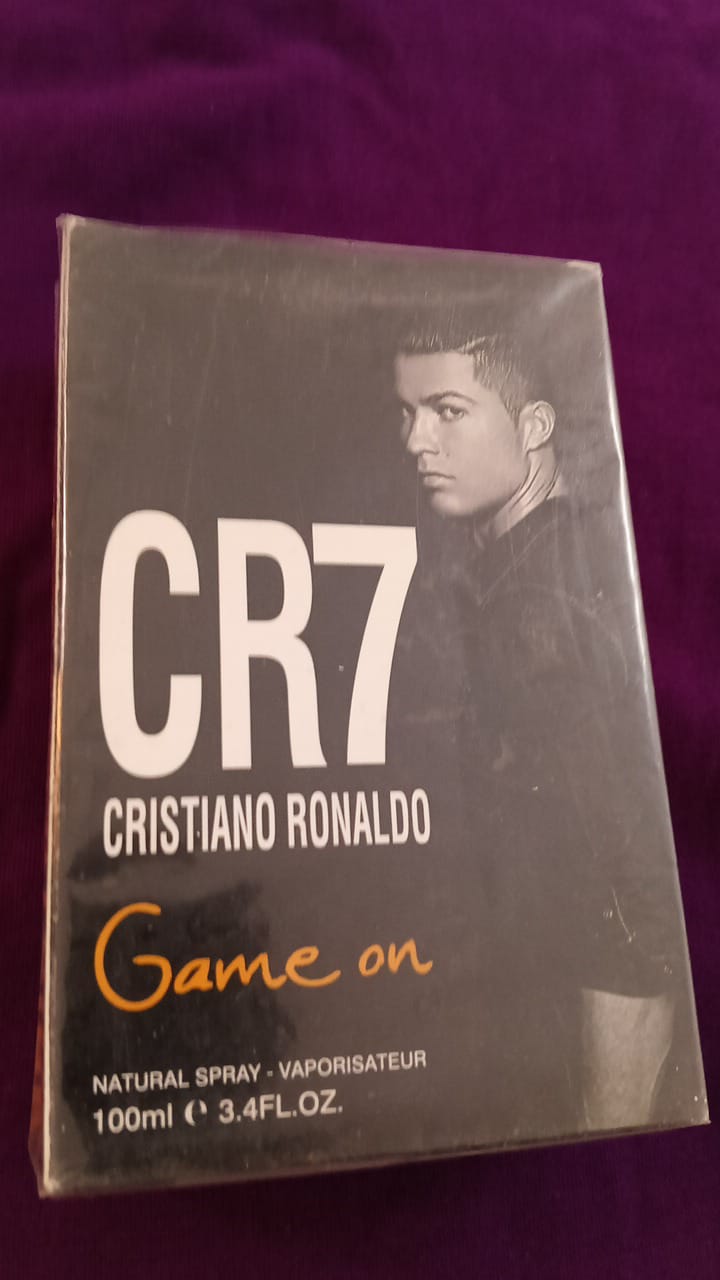 CR7
CRISTIANO RONALDO
Game on
NATURAL SPRAY - VAPORISATEUR
100ml ℮ 3.4FL.OZ.